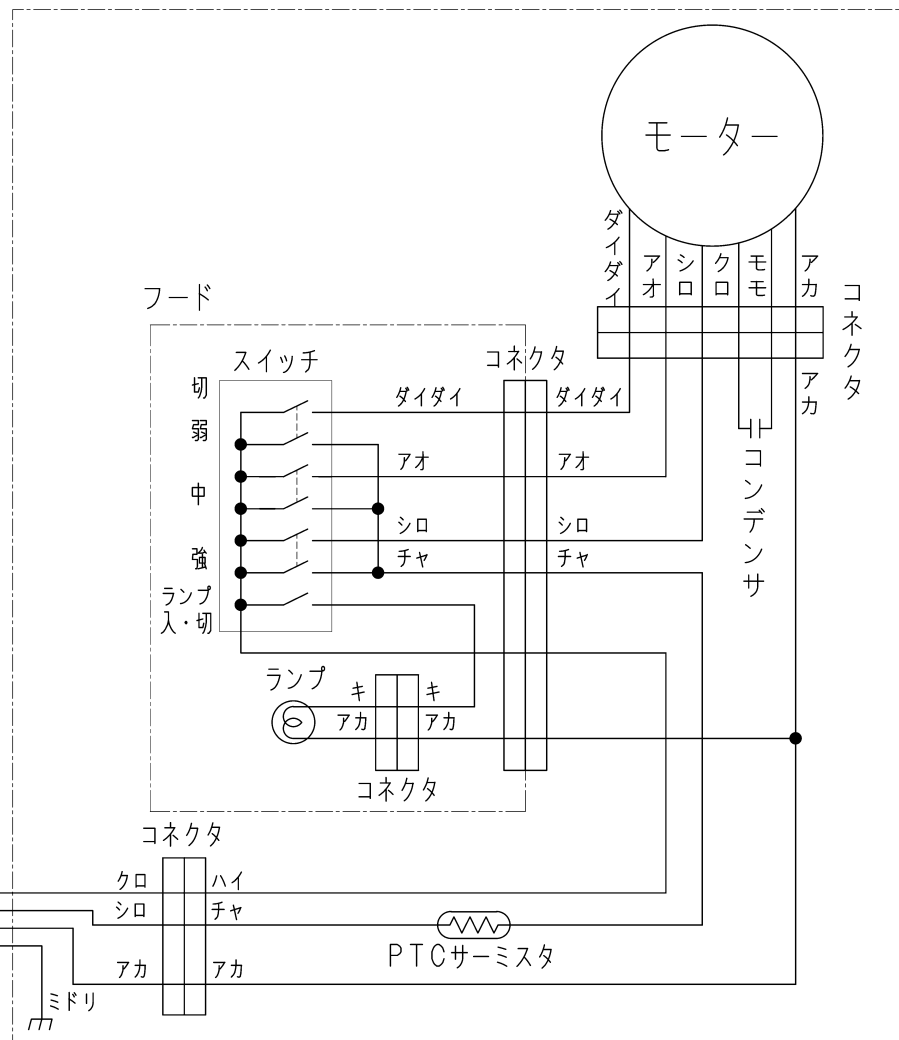 モーター
ダイダイ
アオ
シロ
クロ
モモ
アカ
コネクタ
アカ
コンデンサ
フード
スイッチ
コネクタ
切
弱
中
強
ランプ
入・切
ダイダイ
ダイダイ
アオ
アオ
シロ
シロ
チャ
チャ
ランプ
キ
キ
アカ
アカ
コネクタ
コネクタ
クロ
ハイ
シロ
チャ
PTCサーミスタ
アカ
アカ
ミドリ